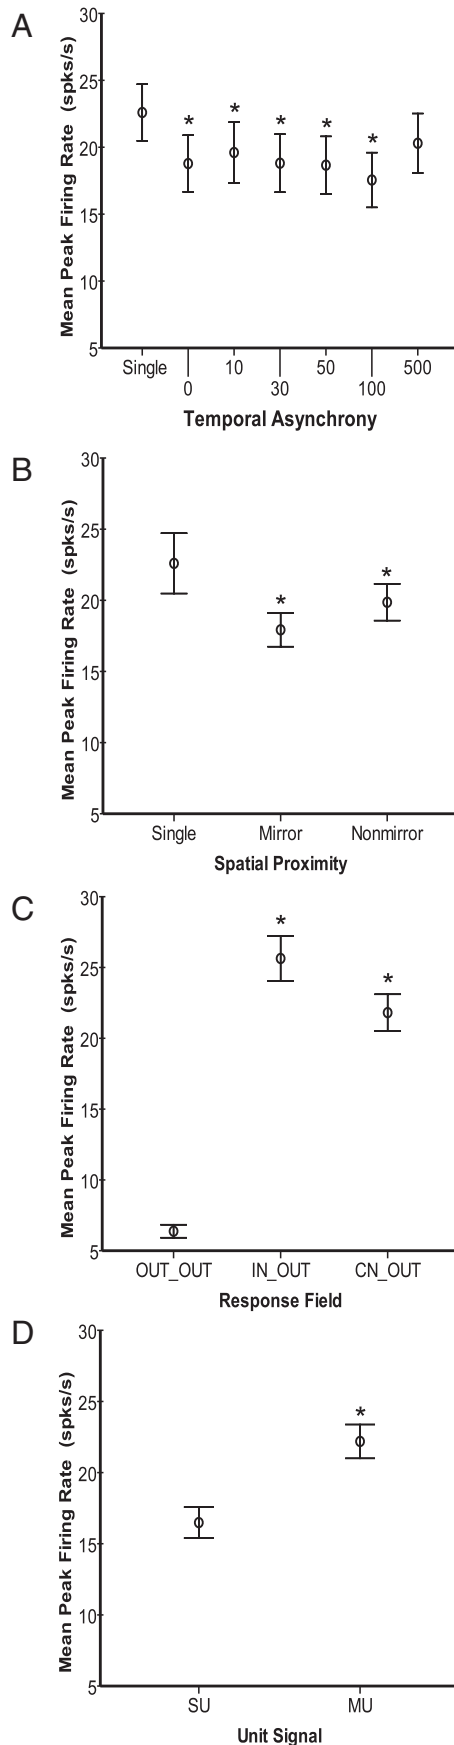 A
Mean Peak Firing Rate (spks/s)
30
25
20
15
10
5
* * * * *
Single 10 50 500
0 30 100
Temporal Asynchrony
B
Mean Peak Firing Rate (spks/s)
30
25
20
15
10
5
* *
Single Mirror Nonmirror
Spatial Proximity
C
Mean Peak Firing Rate (spks/s)
30
25
20
15
10
5
* *
OUT_OUT IN_OUT CN_OUT
Response Field
D
Mean Peak Firing Rate (spks/s)
30
25
20
15
10
5
*
SU MU
Unit Signal